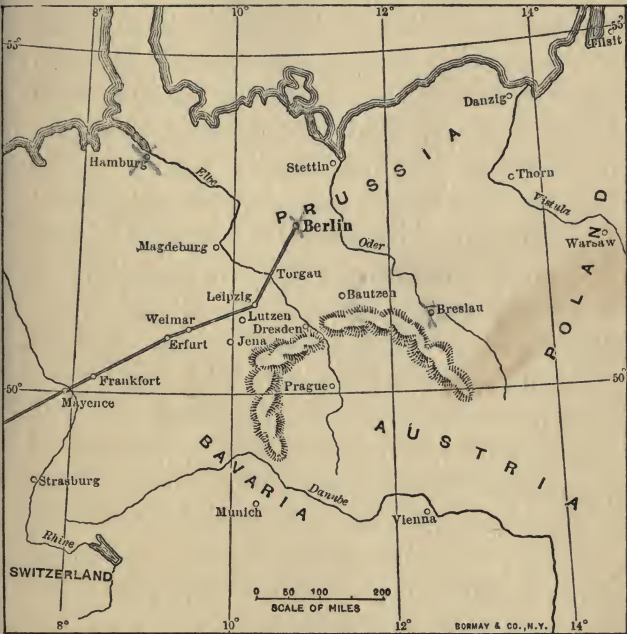 8°
10°
12°
14°
55°
53°
Tilsit
Danzig
Hamburg
Elbe
Stettin
PRUSSIA
Thorn
Vistula
Warsaw
POLAND
Berlin
Magdeburg
Oder
Torgau
Leipzig
Bautzen
Breslau
Lutzen
Weimar
Dresden
Jena
Erfurt
50°
50°
Frankfort
Prague
Mayence
AUSTRIA
BAVARIA
Strasburg
Danube
Munich
Vienna
Rhine
SWITZERLAND
0 50 100 200
SCALE OF MILES
8°
10°
12°
14°
BORMAY & CO., N.Y.